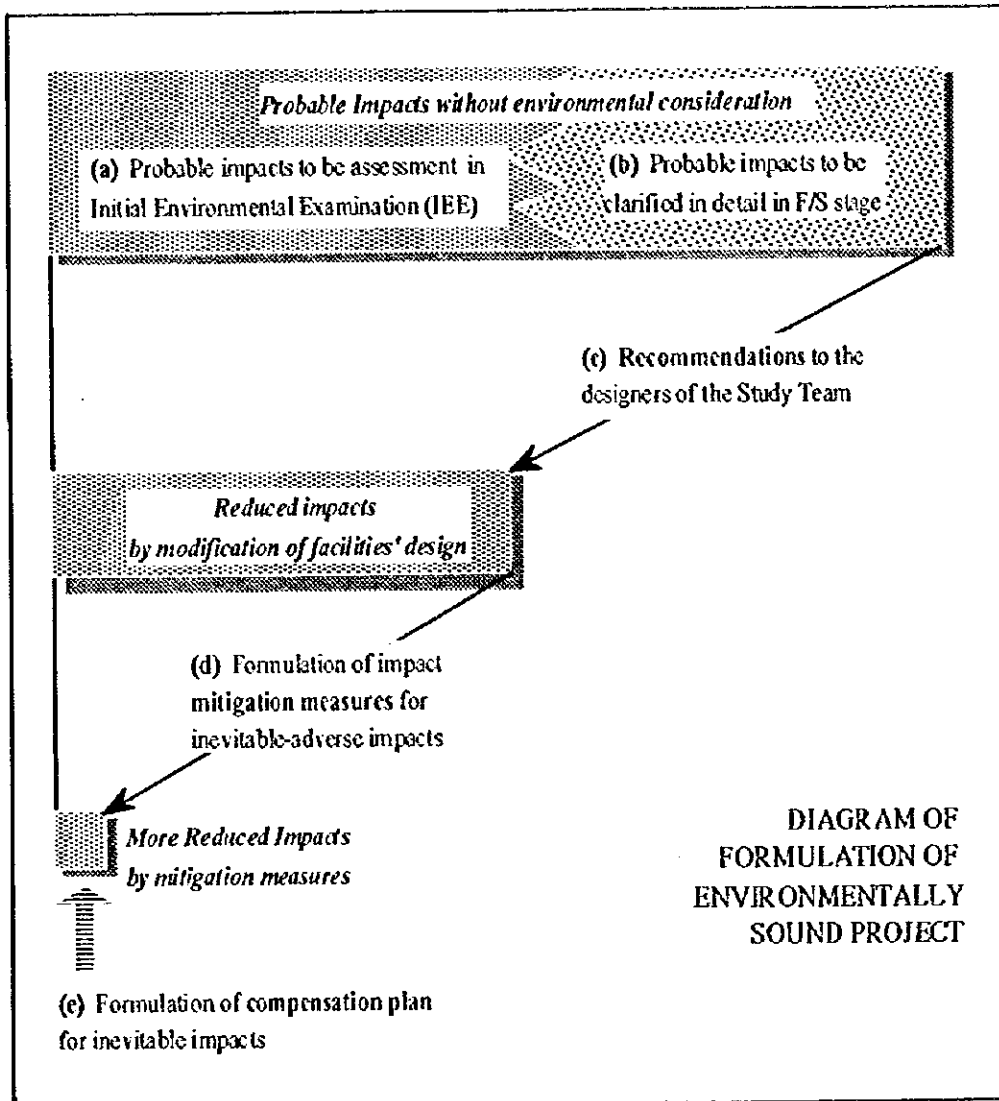 Probable Impacts without environmental consideration
(a) Probable impacts to be assessment in
Initial Environmental Examination (IEE)
(b) Probable impacts to be
clarified in detail in F/S stage
(c) Recommendations to the
designers of the Study Team
Reduced impacts
by modification of facilities' design
(d) Formulation of impact
mitigation measures for
inevitable-adverse impacts
More Reduced Impacts
by mitigation measures
DIAGRAM OF
FORMULATION OF
ENVIRONMENTALLY
SOUND PROJECT
(e) Formulation of compensation plan
for inevitable impacts